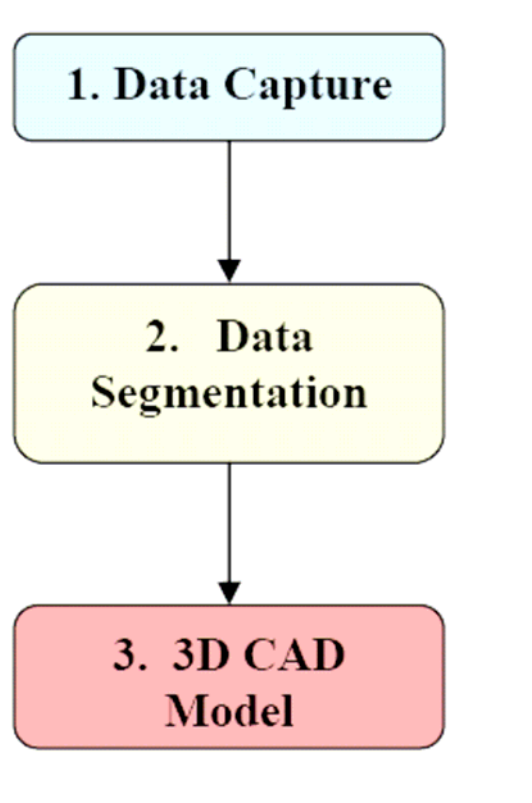 1. Data Capture
2. Data
Segmentation
3. 3D CAD
Model